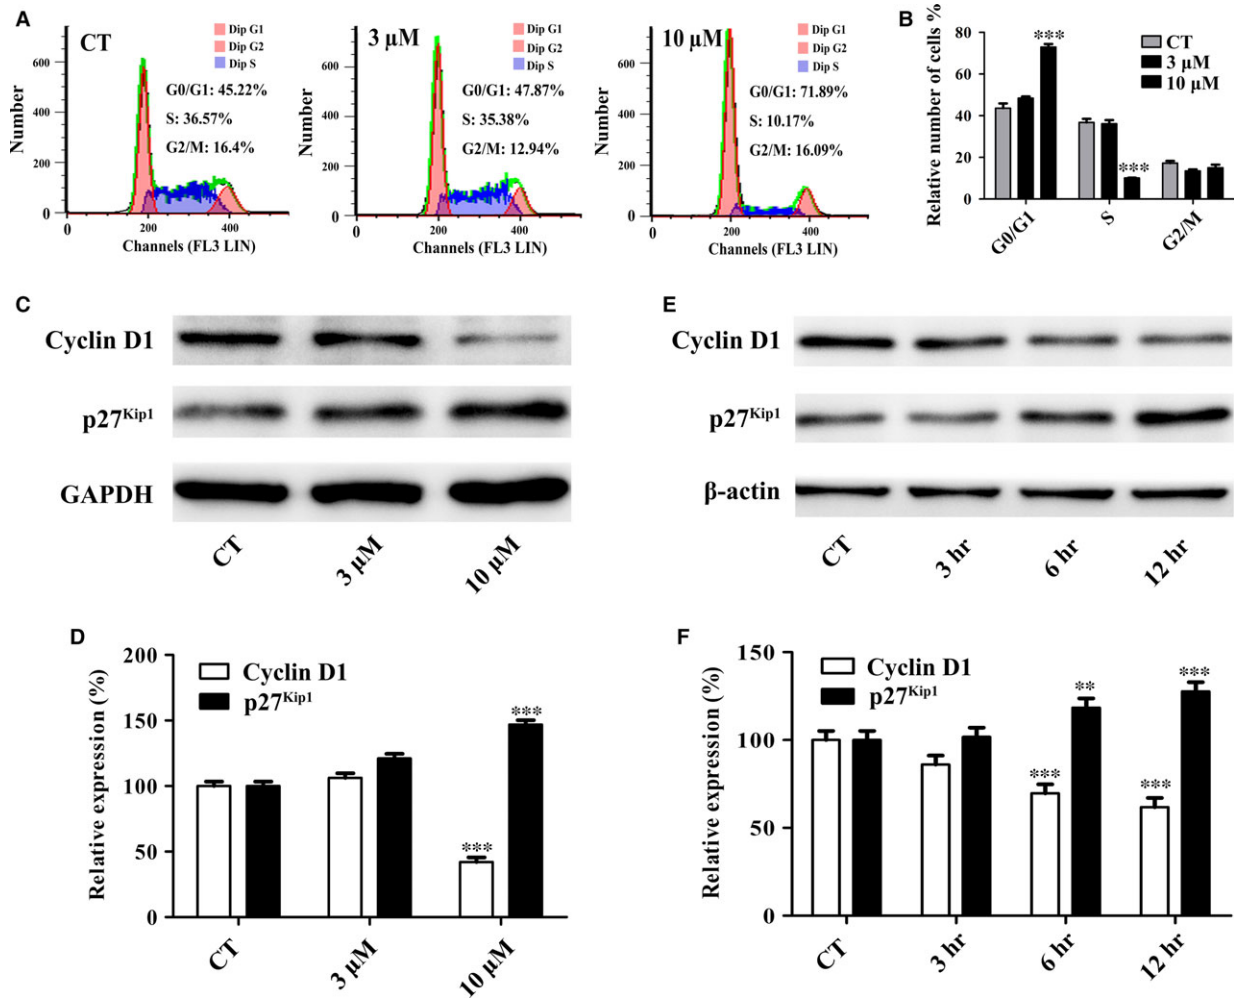 A
CT
Dip G1
Dip G2
Dip S
G0/G1: 45.22%
S: 36.57%
G2/M: 16.4%
Number
600
400
200
0
0 200 400
Channels (FL3 LIN)
3 μM
Dip G1
Dip G2
Dip S
G0/G1: 47.87%
S: 35.38%
G2/M: 12.94%
Number
600
400
200
0
0 200 400
Channels (FL3 LIN)
10 μM
Dip G1
Dip G2
Dip S
G0/G1: 71.89%
S: 10.17%
G2/M: 16.09%
Number
600
400
200
0
0 200 400
Channels (FL3 LIN)
B
Relative number of cells %
80
60
40
20
0
***
***
CT
3 μM
10 μM
G0/G1 S G2/M
C
Cyclin D1
p27Kip1
GAPDH
CT 3 μM 10 μM
E
Cyclin D1
p27Kip1
β-actin
CT 3 hr 6 hr 12 hr
D
Relative expression (%)
200
150
100
50
0
Cyclin D1
p27Kip1
***
***
CT 3 μM 10 μM
F
Relative expression (%)
150
100
50
0
Cyclin D1
p27Kip1
***
**
***
***
CT 3 hr 6 hr 12 hr